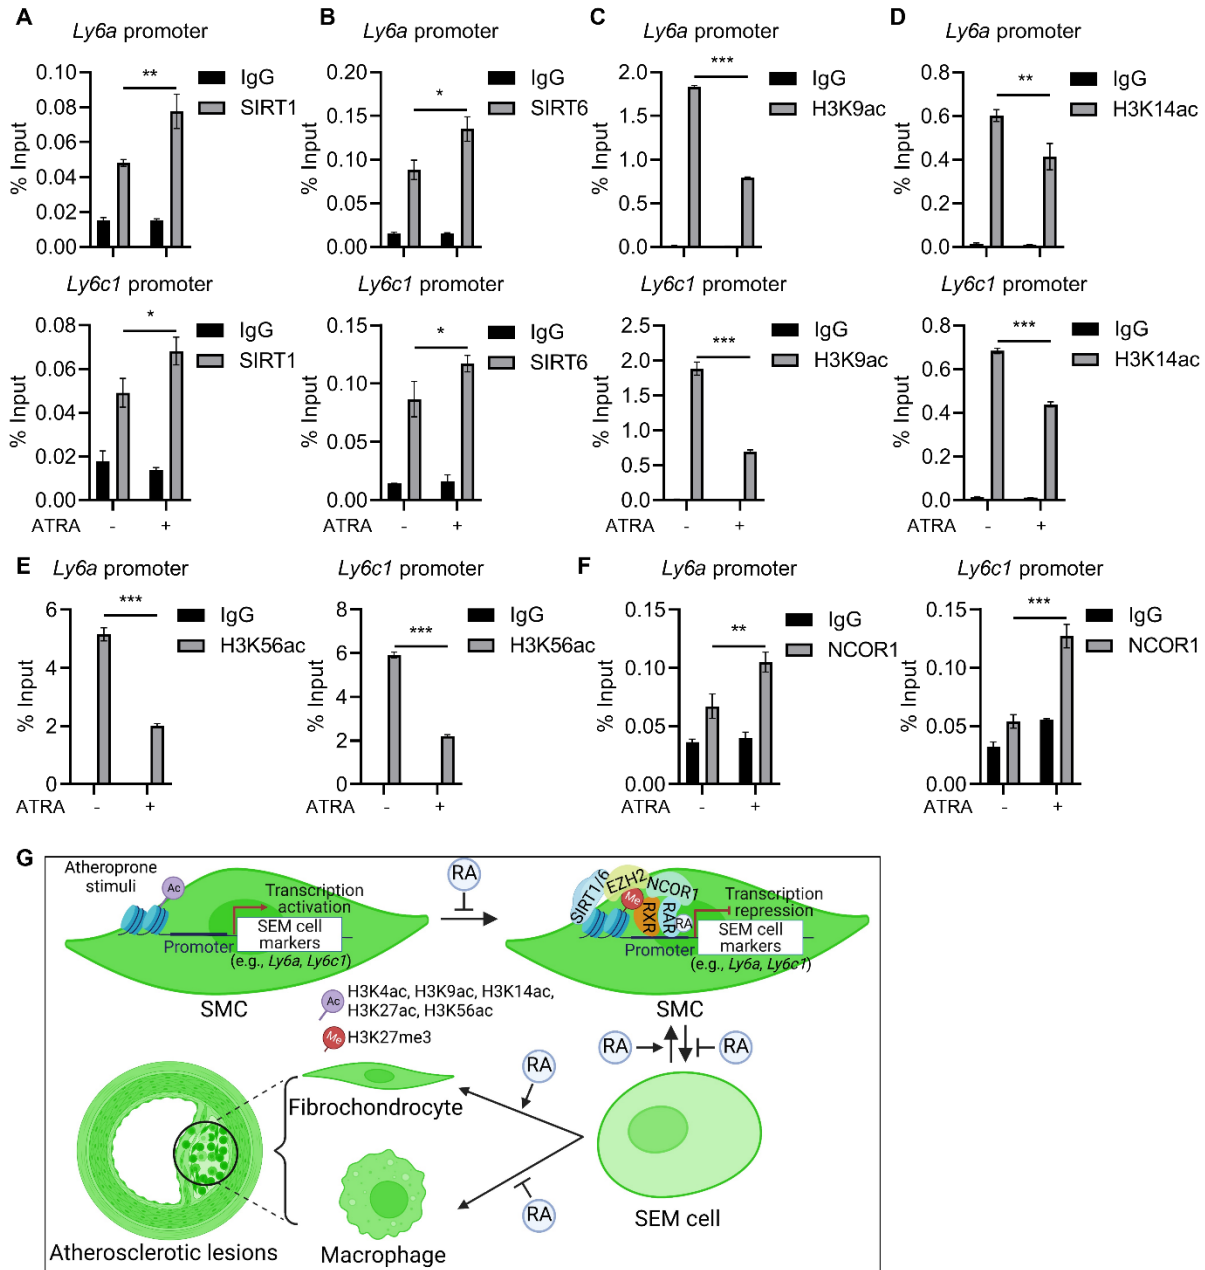 A
Ly6a promoter
**
IgG
SIRT1
% Input
0.10
0.08
0.06
0.04
0.02
0.00
Ly6c1 promoter
*
IgG
SIRT1
% Input
0.08
0.06
0.04
0.02
0.00
ATRA - +
B
Ly6a promoter
*
IgG
SIRT6
% Input
0.20
0.15
0.10
0.05
0.00
Ly6c1 promoter
*
IgG
SIRT6
% Input
0.15
0.10
0.05
0.00
- +
C
Ly6a promoter
***
IgG
H3K9ac
% Input
2.0
1.5
1.0
0.5
0.0
Ly6c1 promoter
***
IgG
H3K9ac
% Input
2.5
2.0
1.5
1.0
0.5
0.0
- +
D
Ly6a promoter
**
IgG
H3K14ac
% Input
0.8
0.6
0.4
0.2
0.0
Ly6c1 promoter
***
IgG
H3K14ac
% Input
0.8
0.6
0.4
0.2
0.0
- +
E
Ly6a promoter
***
IgG
H3K56ac
% Input
6
4
2
0
ATRA - +
Ly6c1 promoter
***
IgG
H3K56ac
% Input
8
6
4
2
0
ATRA - +
F
Ly6a promoter
**
IgG
NCOR1
% Input
0.15
0.10
0.05
0.00
ATRA - +
Ly6c1 promoter
***
IgG
NCOR1
% Input
0.15
0.10
0.05
0.00
ATRA - +
G
Atheroprone
stimuli
Ac
Transcription
activation
SEM cell
markers
Promoter
(e.g., Ly6a, Ly6c1)
SMC
RA
SIRT1/6
EZH2
NCOR1
Me
RXR
RAR
RA
Transcription
repression
SEM cell
markers
Promoter
(e.g., Ly6a, Ly6c1)
SMC
Ac
H3K4ac, H3K9ac, H3K14ac,
H3K27ac, H3K56ac
Me
H3K27me3
RA
RA
RA
Fibrochondrocyte
RA
Atherosclerotic lesions
Macrophage
SEM cell